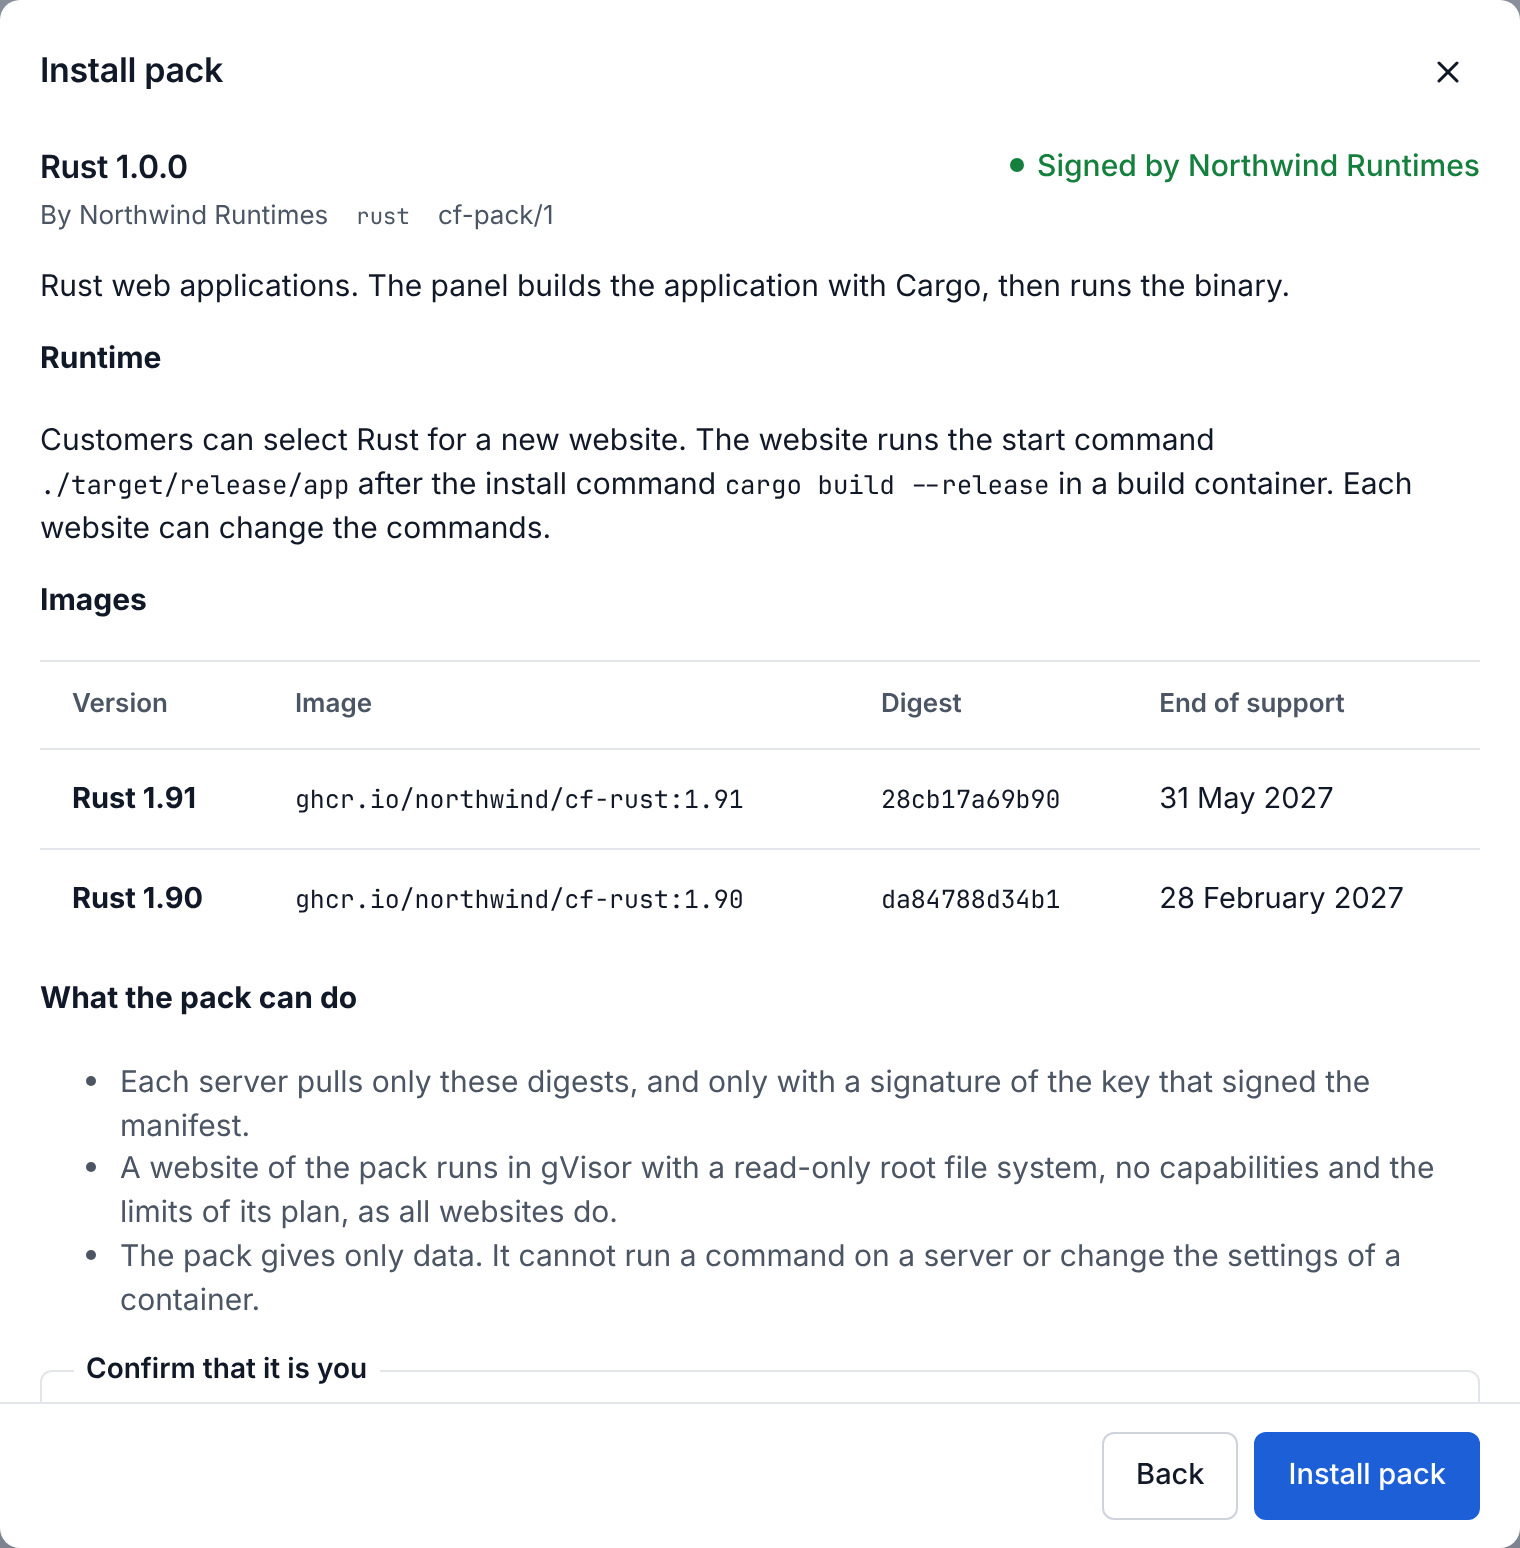 Install pack
Rust 1.0.0
Signed by Northwind Runtimes
By Northwind Runtimes rust cf-pack/1
Rust web applications. The panel builds the application with Cargo, then runs the binary.
Runtime
Customers can select Rust for a new website. The website runs the start command
./target/release/app after the install command cargo build --release in a build container. Each
website can change the commands.
Images
Version Image Digest End of support
Rust 1.91 ghcr.io/northwind/cf-rust:1.91 28cb17a69b90 31 May 2027
Rust 1.90 ghcr.io/northwind/cf-rust:1.90 da84788d34b1 28 February 2027
What the pack can do
• Each server pulls only these digests, and only with a signature of the key that signed the
manifest.
• A website of the pack runs in gVisor with a read-only root file system, no capabilities and the
limits of its plan, as all websites do.
• The pack gives only data. It cannot run a command on a server or change the settings of a
container.
Confirm that it is you
Back Install pack